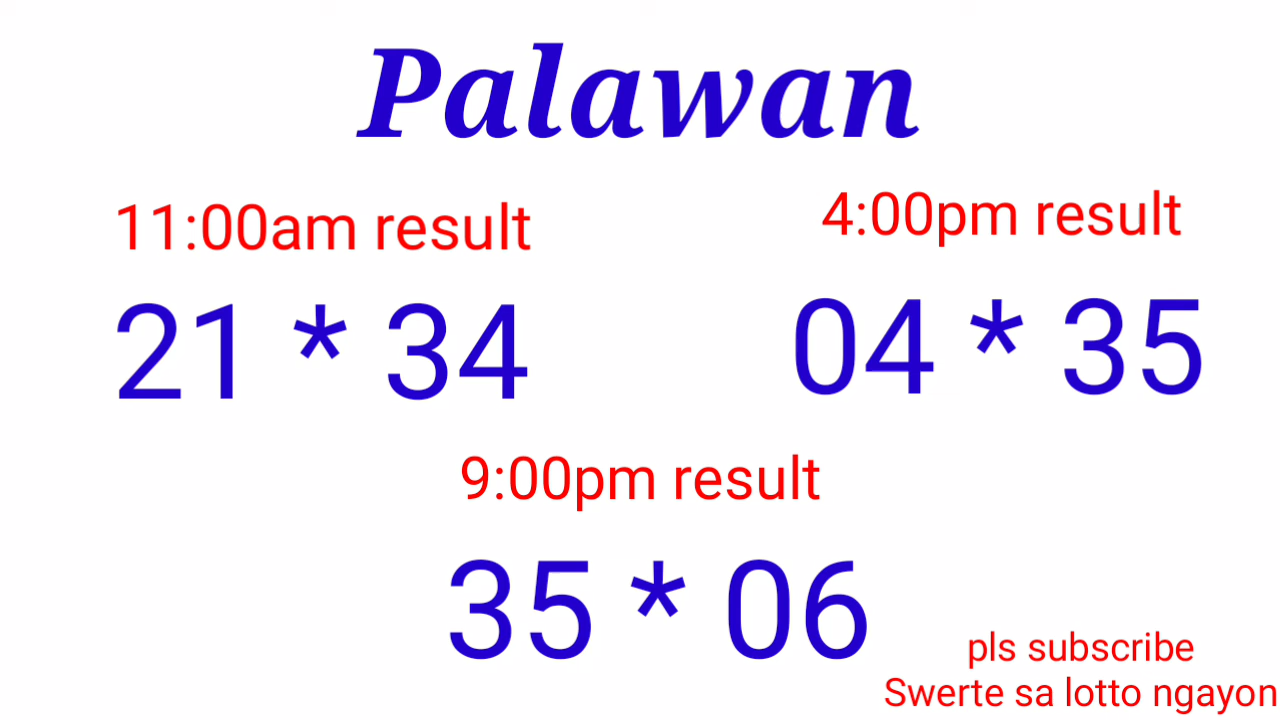 Palawan
11:00am result
4:00pm result
21 * 34
04 * 35
9:00pm result
35 * 06
pls subscribe
Swerte sa lotto ngayon